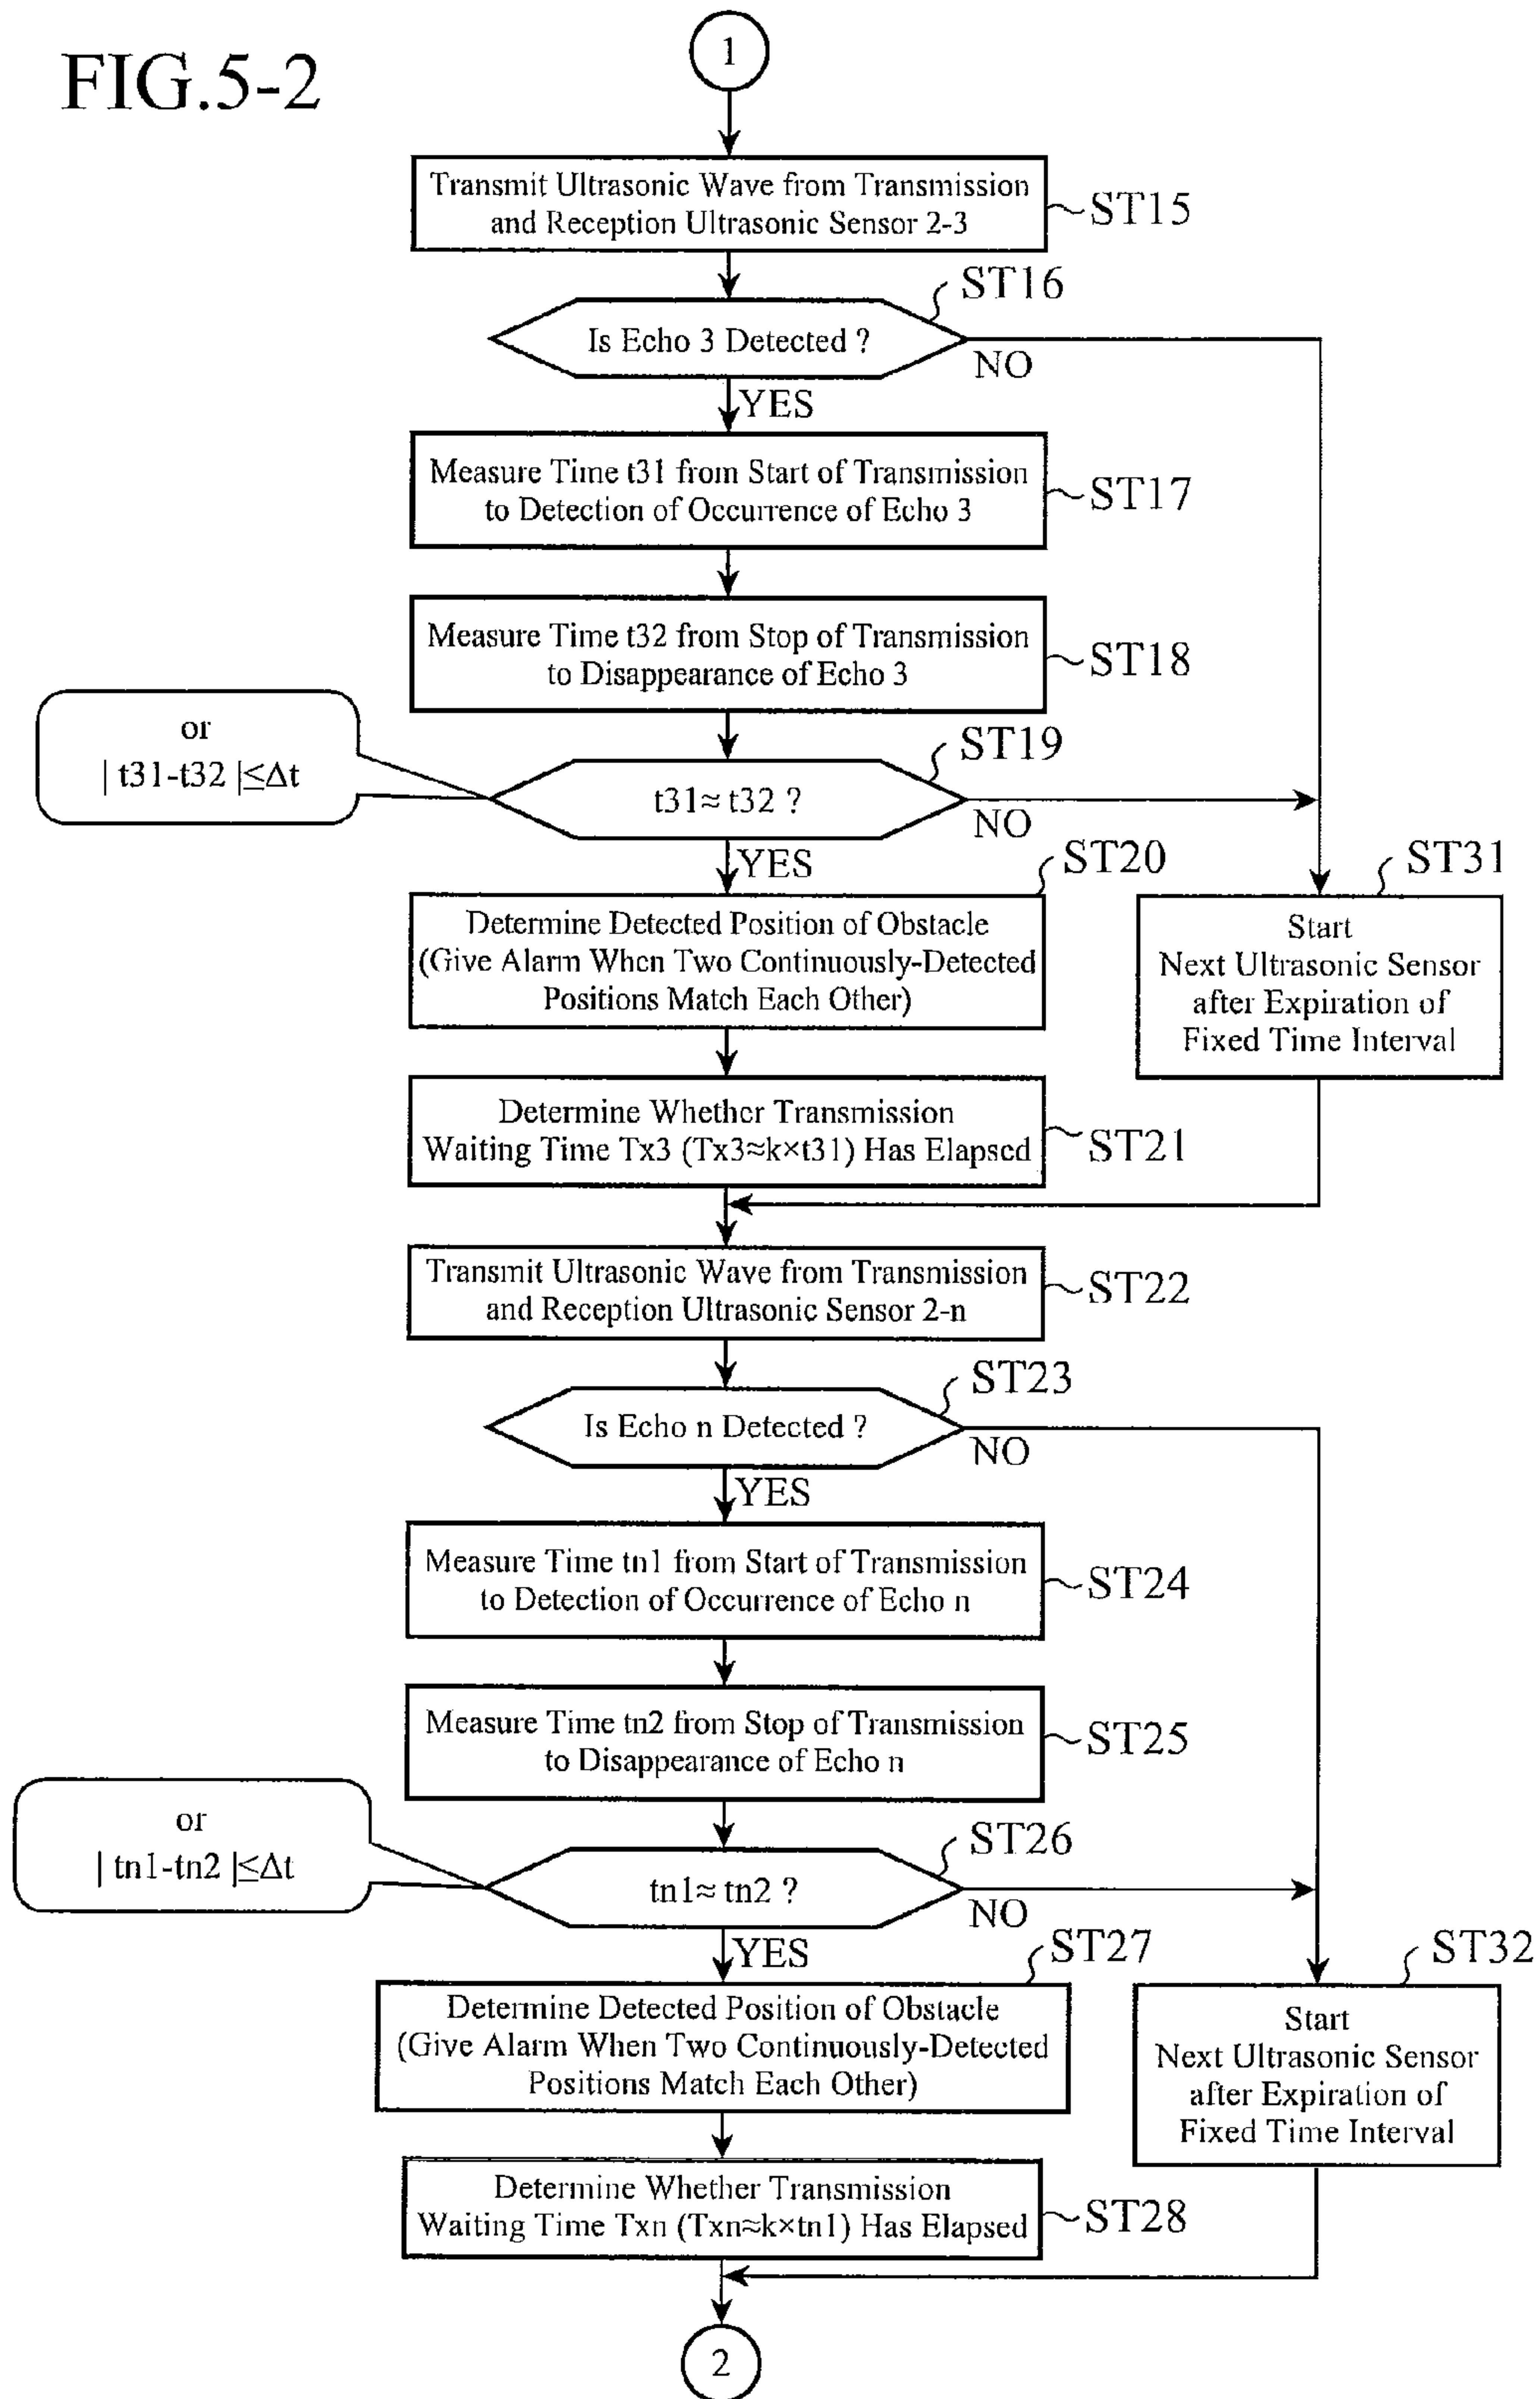 FIG.5-2
1
Transmit Ultrasonic Wave from Transmission
and Reception Ultrasonic Sensor 2-3
ST15
ST16
Is Echo 3 Detected ?
NO
YES
Measure Time t31 from Start of Transmission
to Detection of Occurrence of Echo 3
ST17
Measure Time t32 from Stop of Transmission
to Disappearance of Echo 3
ST18
or
| t31-t32 |≤Δt
ST19
t31≈ t32 ?
NO
YES
ST20
Determine Detected Position of Obstacle
(Give Alarm When Two Continuously-Detected
Positions Match Each Other)
ST31
Start
Next Ultrasonic Sensor
after Expiration of
Fixed Time Interval
Determine Whether Transmission
Waiting Time Tx3 (Tx3≈k×t31) Has Elapsed
ST21
Transmit Ultrasonic Wave from Transmission
and Reception Ultrasonic Sensor 2-n
ST22
ST23
Is Echo n Detected ?
NO
YES
Measure Time tn1 from Start of Transmission
to Detection of Occurrence of Echo n
ST24
Measure Time tn2 from Stop of Transmission
to Disappearance of Echo n
ST25
or
| tn1-tn2 |≤Δt
ST26
tn1≈ tn2 ?
NO
YES
ST27
Determine Detected Position of Obstacle
(Give Alarm When Two Continuously-Detected
Positions Match Each Other)
ST32
Start
Next Ultrasonic Sensor
after Expiration of
Fixed Time Interval
Determine Whether Transmission
Waiting Time Txn (Txn≈k×tn1) Has Elapsed
ST28
2